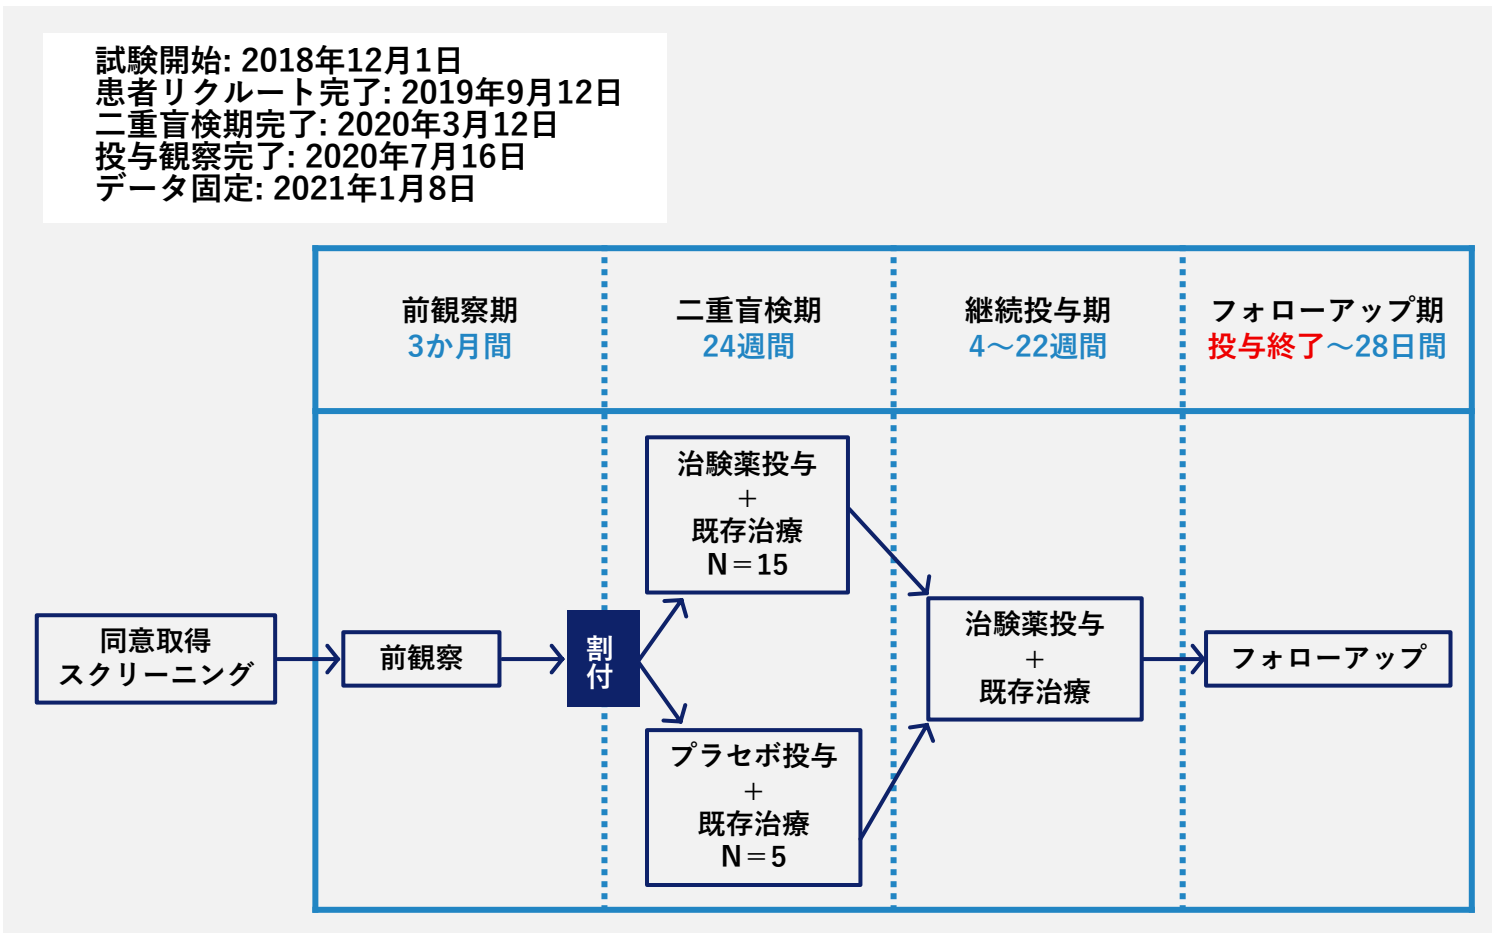 試験開始: 2018年12月1日
患者リクルート完了: 2019年9月12日
二重盲検期完了: 2020年3月12日
投与観察完了: 2020年7月16日
データ固定: 2021年1月8日
前観察期
3か月間
二重盲検期
24週間
継続投与期
4～22週間
フォローアップ期
投与終了～28日間
同意取得
スクリーニング
前観察
割
付
治験薬投与
＋
既存治療
N＝15
プラセボ投与
＋
既存治療
N＝5
治験薬投与
＋
既存治療
フォローアップ